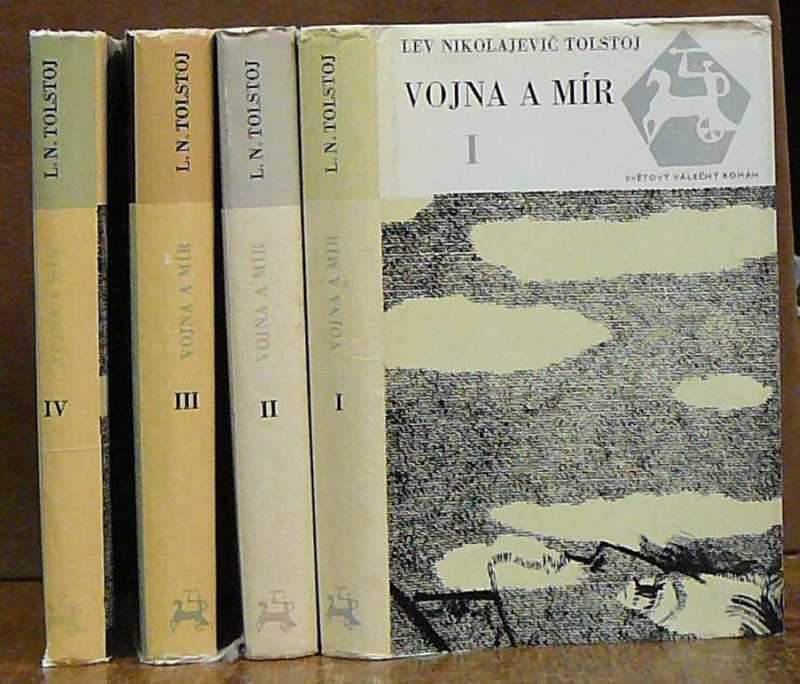 L. N. TOLSTOJ
IV
L. N. TOLSTOJ
VOJNA A MÍR
III
L. N. TOLSTOJ
VOJNA A MÍR
II
L. N. TOLSTOJ
VOJNA A MÍR
I
LEV NIKOLAJEVIČ TOLSTOJ
VOJNA A MÍR
I
SVĚTOVÝ VÁLEČNÝ ROMÁN